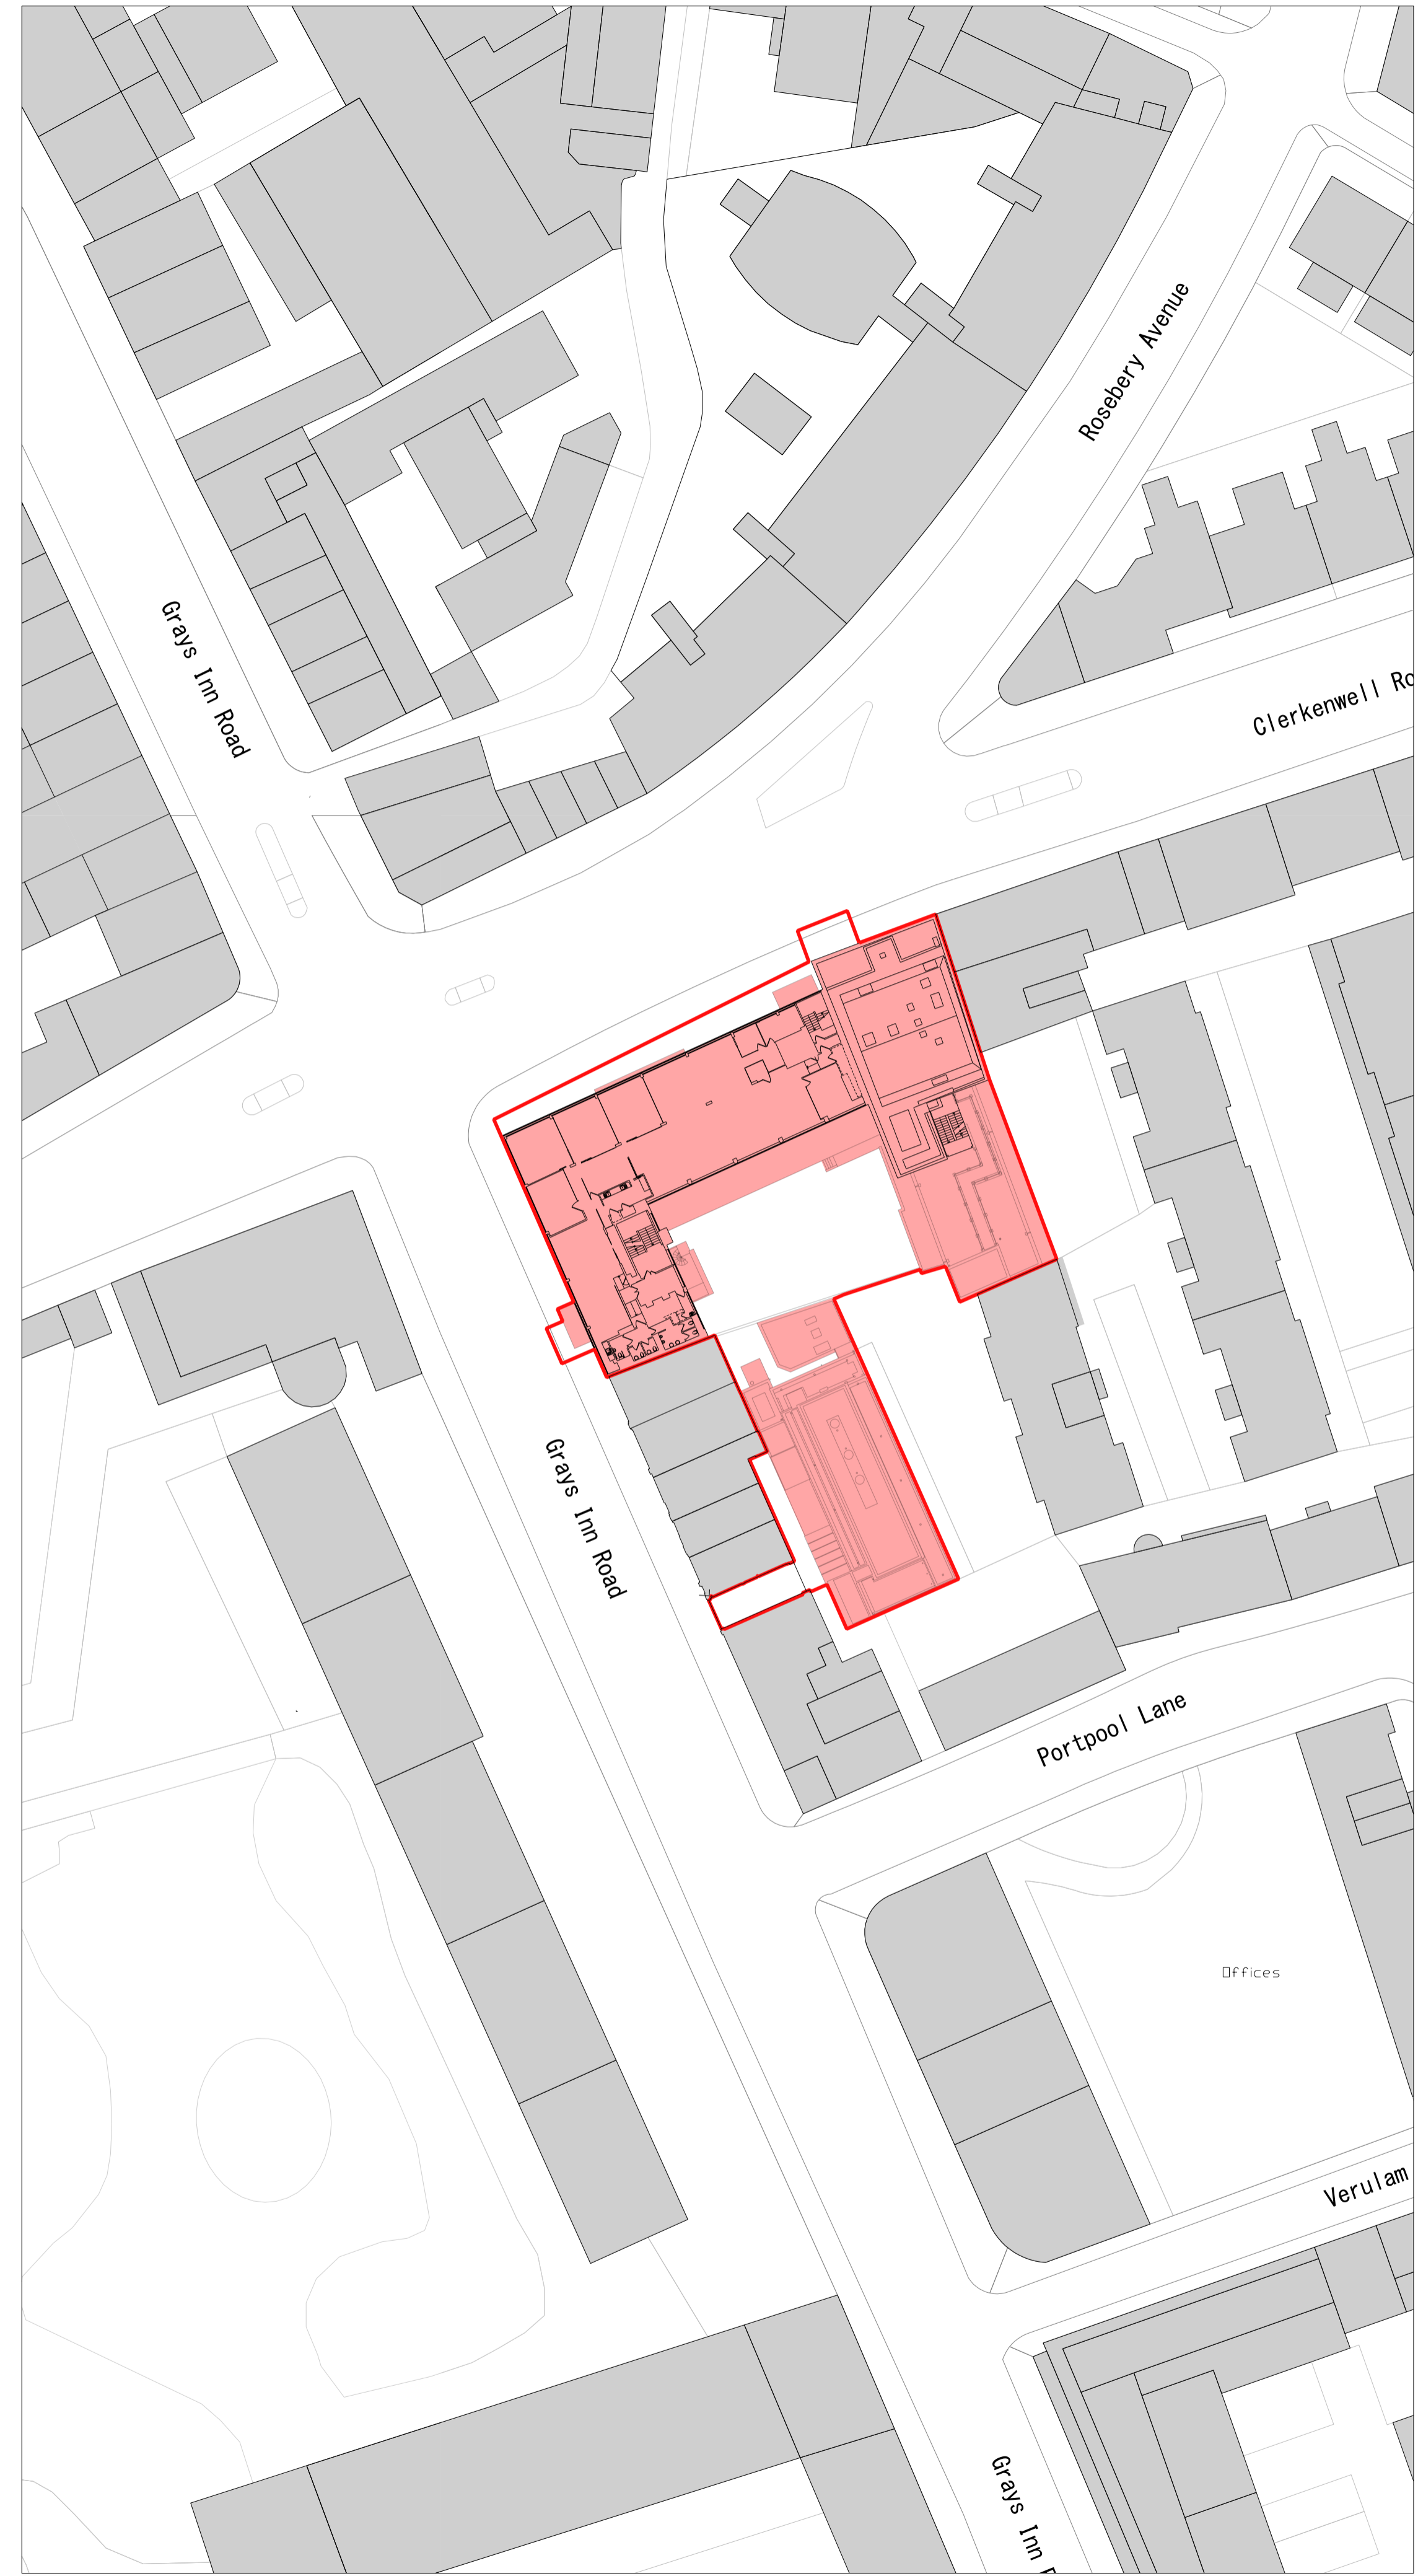 Rosebery Avenue
Grays Inn Road
Clerkenwell Ro
Grays Inn Road
Portpool Lane
Offices
Verulam
Grays Inn